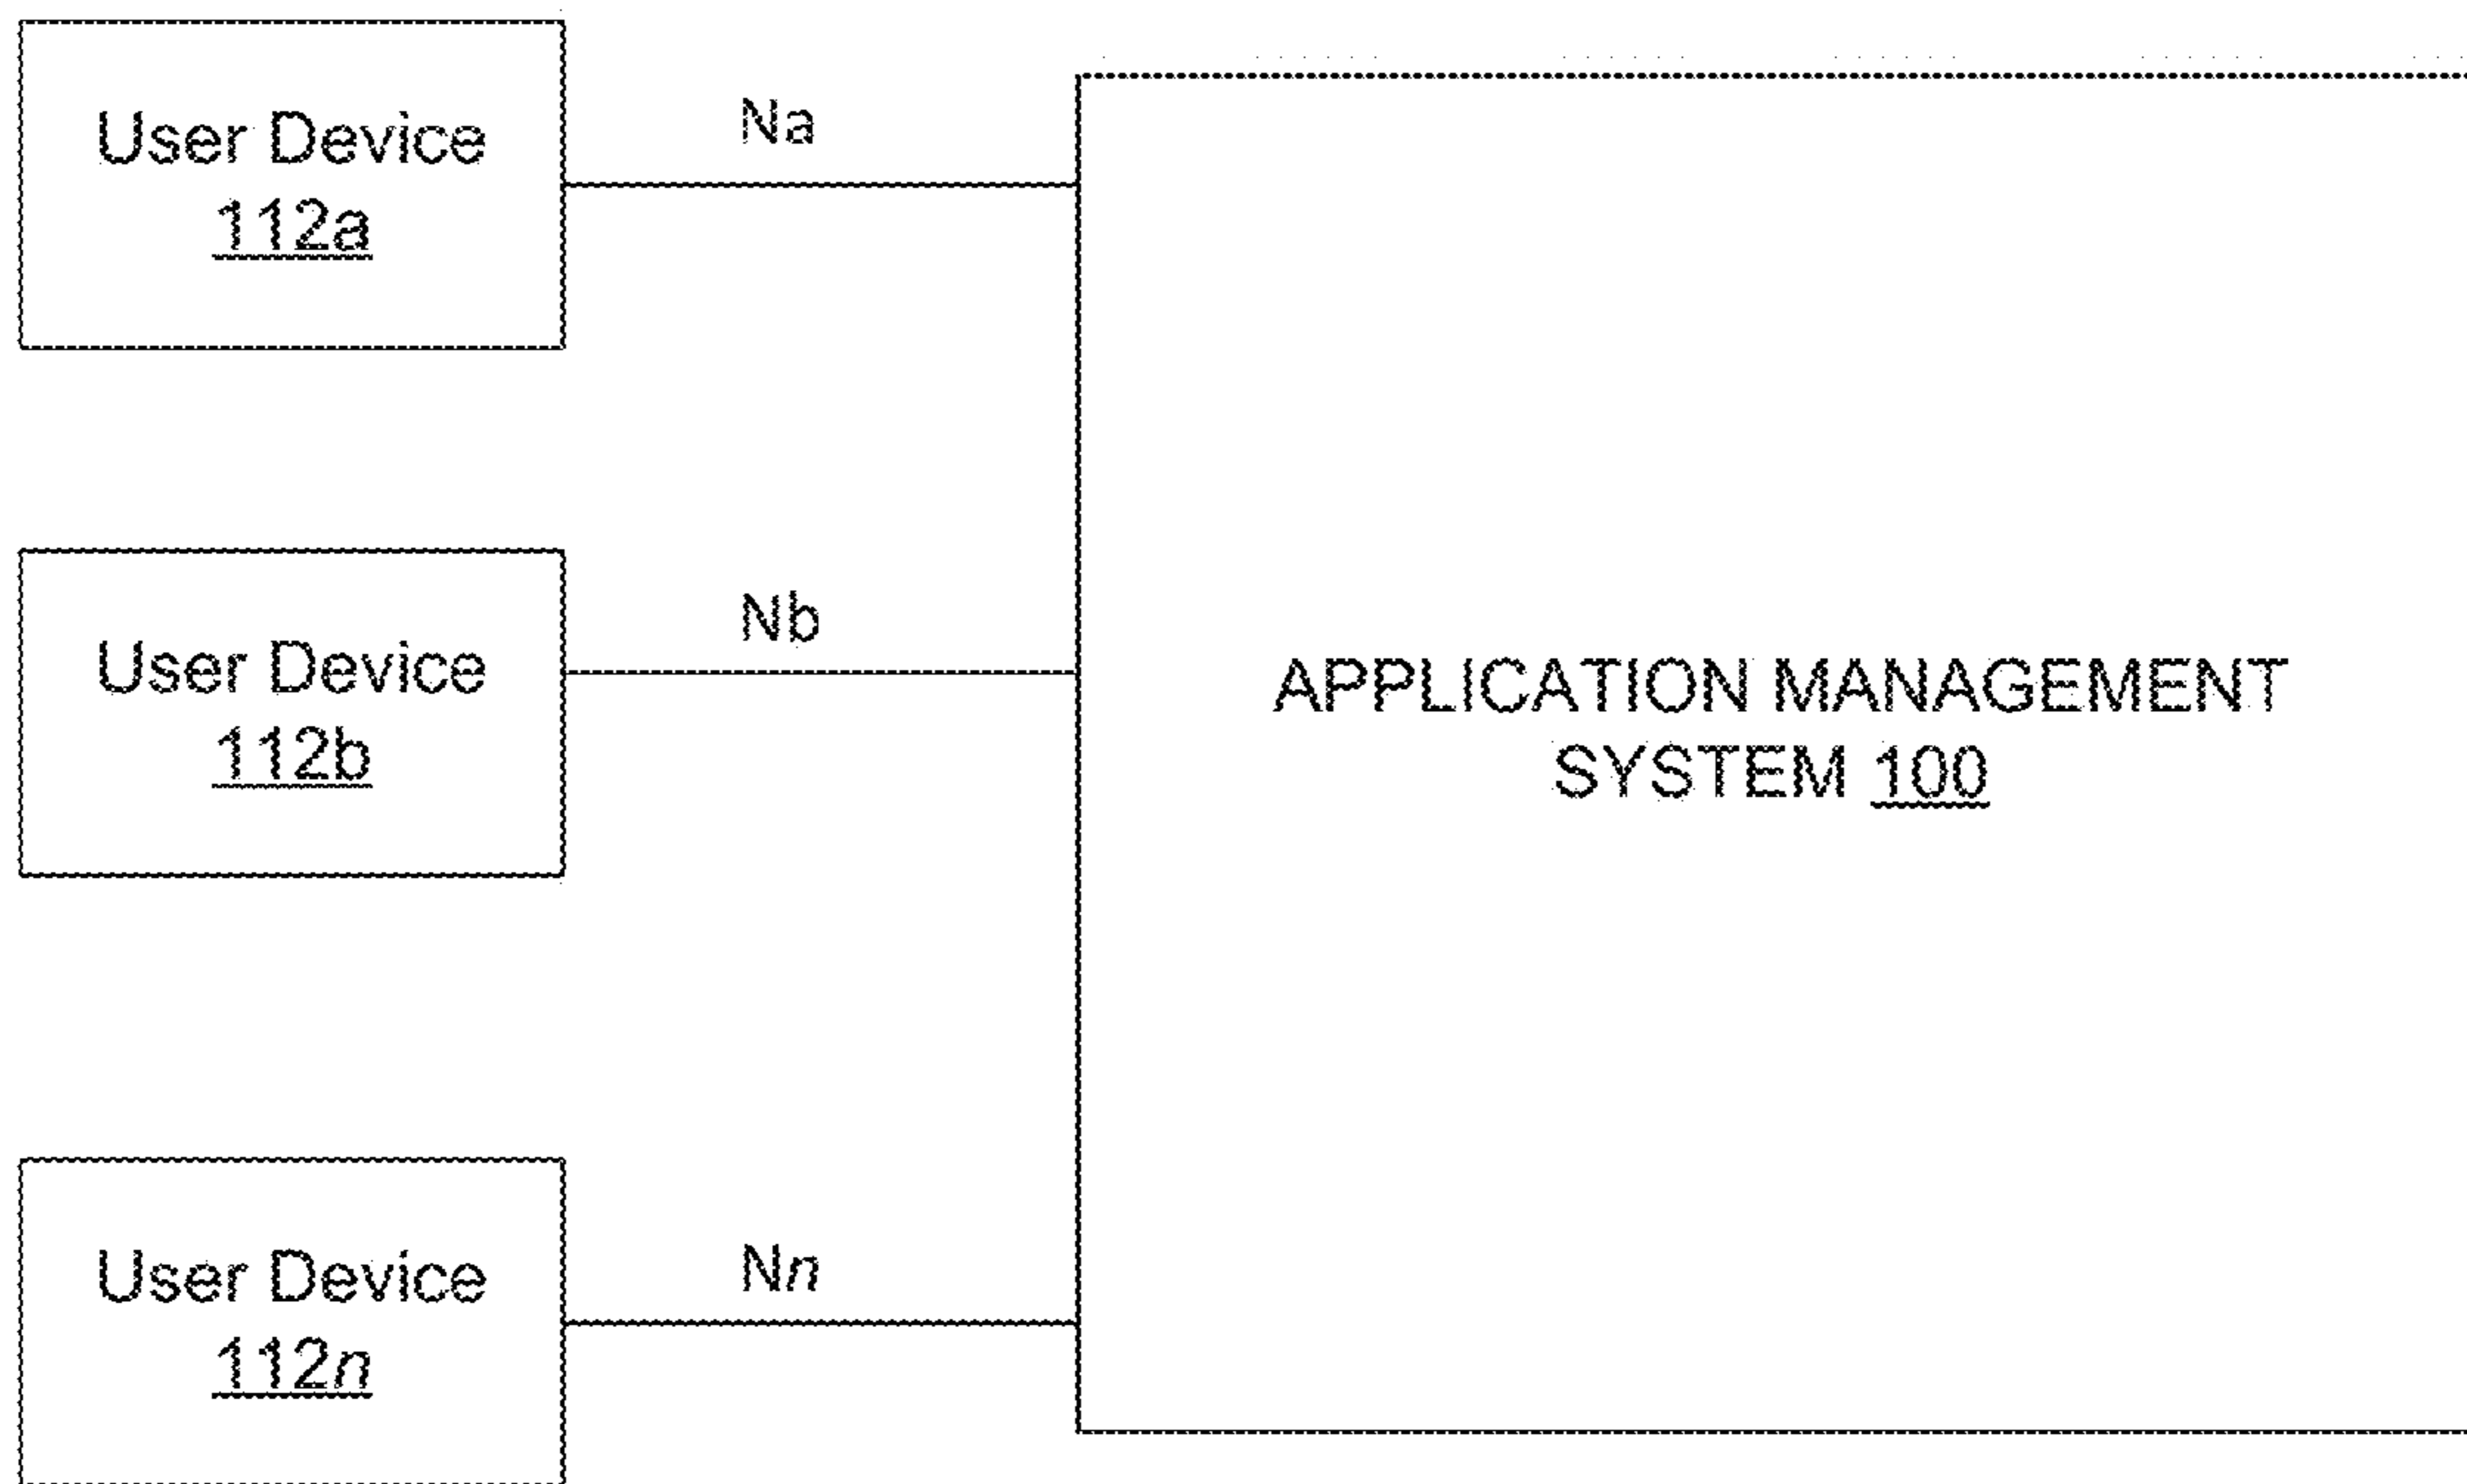 User Device
112a
Na
User Device
112b
Nb
APPLICATION MANAGEMENT
SYSTEM 100
User Device
112n
Nn